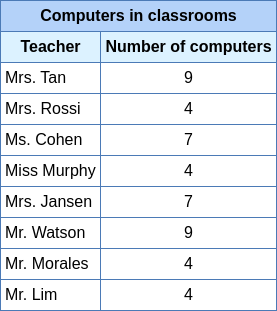 Computers in classrooms
Teacher Number of computers
Mrs. Tan 9
Mrs. Rossi 4
Ms. Cohen 7
Miss Murphy 4
Mrs. Jansen 7
Mr. Watson 9
Mr. Morales 4
Mr. Lim 4